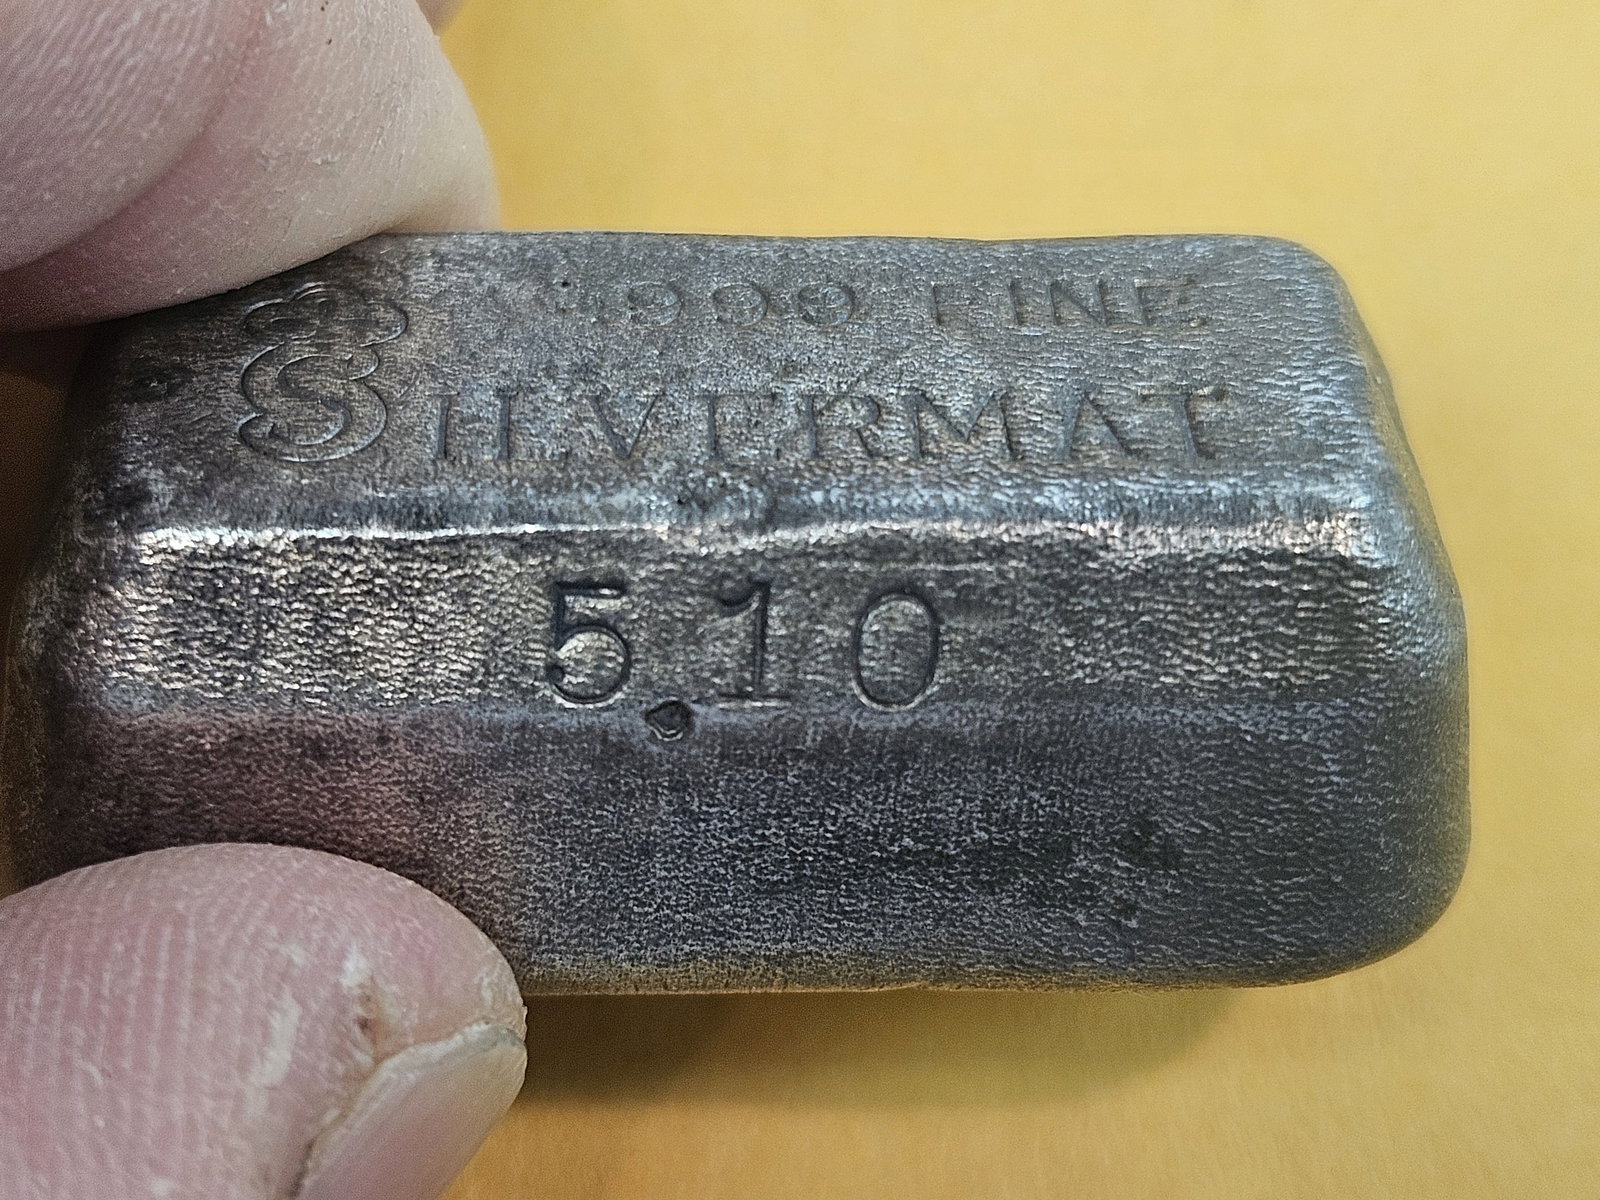 .999 FINE
SILVERMAT
5.10